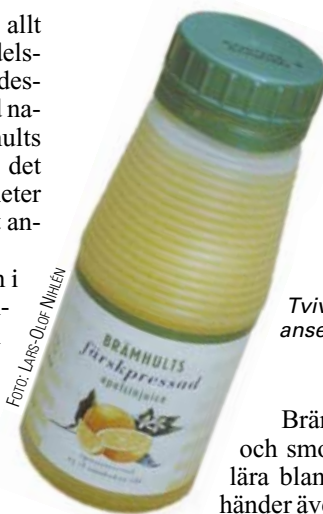 allt
dels-
des-
na-
hults
det
eter
an-
i
FOTO: LARS-OLOF NIHLÉN
BRÄMHULTS
färskpressad
apelsinjuice
Tviv
anse
Bräm
och smo
lära blan
händer äve